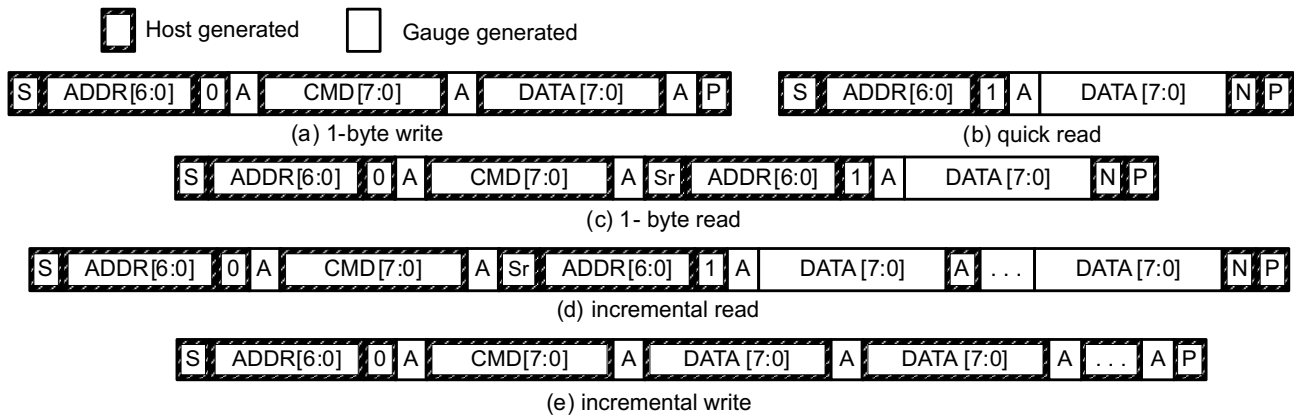 Host generated Gauge generated
S ADDR[6:0] 0 A CMD[7:0] A DATA [7:0] A P S ADDR[6:0] 1 A DATA [7:0] N P
(a) 1-byte write (b) quick read
S ADDR[6:0] 0 A CMD[7:0] A Sr ADDR[6:0] 1 A DATA [7:0] N P
(c) 1- byte read
S ADDR[6:0] 0 A CMD[7:0] A Sr ADDR[6:0] 1 A DATA [7:0] A . . . DATA [7:0] N P
(d) incremental read
S ADDR[6:0] 0 A CMD[7:0] A DATA [7:0] A DATA [7:0] A . . . A P
(e) incremental write